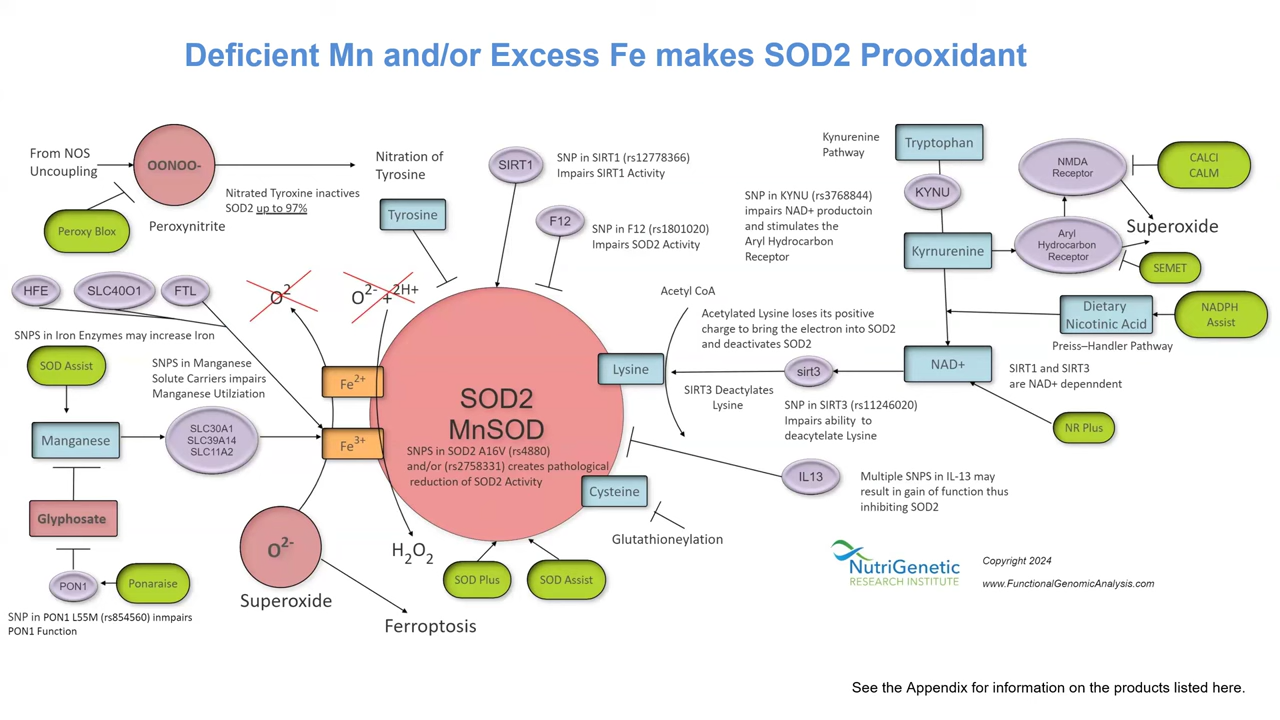 Deficient Mn and/or Excess Fe makes SOD2 Prooxidant
From NOS
Uncoupling
OONOO-
Peroxy Blox
Peroxynitrite
Nitrated Tyroxine inactives
SOD2 up to 97%
Nitration of
Tyrosine
Tyrosine
SIRT1
SNP in SIRT1 (rs12778366)
Impairs SIRT1 Activity
F12
SNP in F12 (rs1801020)
Impairs SOD2 Activity
Kynurenine
Pathway
Tryptophan
KYNU
SNP in KYNU (rs3768844)
impairs NAD+ productoin
and stimulates the
Aryl Hydrocarbon
Receptor
Kyrnurenine
NMDA
Receptor
CALCI
CALM
Aryl
Hydrocarbon
Receptor
Superoxide
SEMET
HFE
SLC40O1
FTL
SNPS in Iron Enzymes may increase Iron
O2
O2- + 2H+
Acetyl CoA
Acetylated Lysine loses its positive
charge to bring the electron into SOD2
and deactivates SOD2
Dietary
Nicotinic Acid
NADPH
Assist
Preiss–Handler Pathway
SOD Assist
SNPS in Manganese
Solute Carriers impairs
Manganese Utilziation
Fe2+
Lysine
SIRT3 Deactylates
Lysine
sirt3
NAD+
SIRT1 and SIRT3
are NAD+ dependent
SNP in SIRT3 (rs11246020)
Impairs ability to
deacytelate Lysine
NR Plus
Manganese
SLC30A1
SLC39A14
SLC11A2
Fe3+
SOD2
MnSOD
SNPS in SOD2 A16V (rs4880)
and/or (rs2758331) creates pathological
reduction of SOD2 Activity
IL13
Multiple SNPS in IL-13 may
result in gain of function thus
inhibiting SOD2
Cysteine
Glutathioneylation
Glyphosate
PON1
Ponaraise
SNP in PON1 L55M (rs854560) inmpairs
PON1 Function
O2-
Superoxide
H2O2
Ferroptosis
SOD Plus
SOD Assist
NutriGenetic
RESEARCH INSTITUTE
Copyright 2024
www.FunctionalGenomicAnalysis.com
See the Appendix for information on the products listed here.